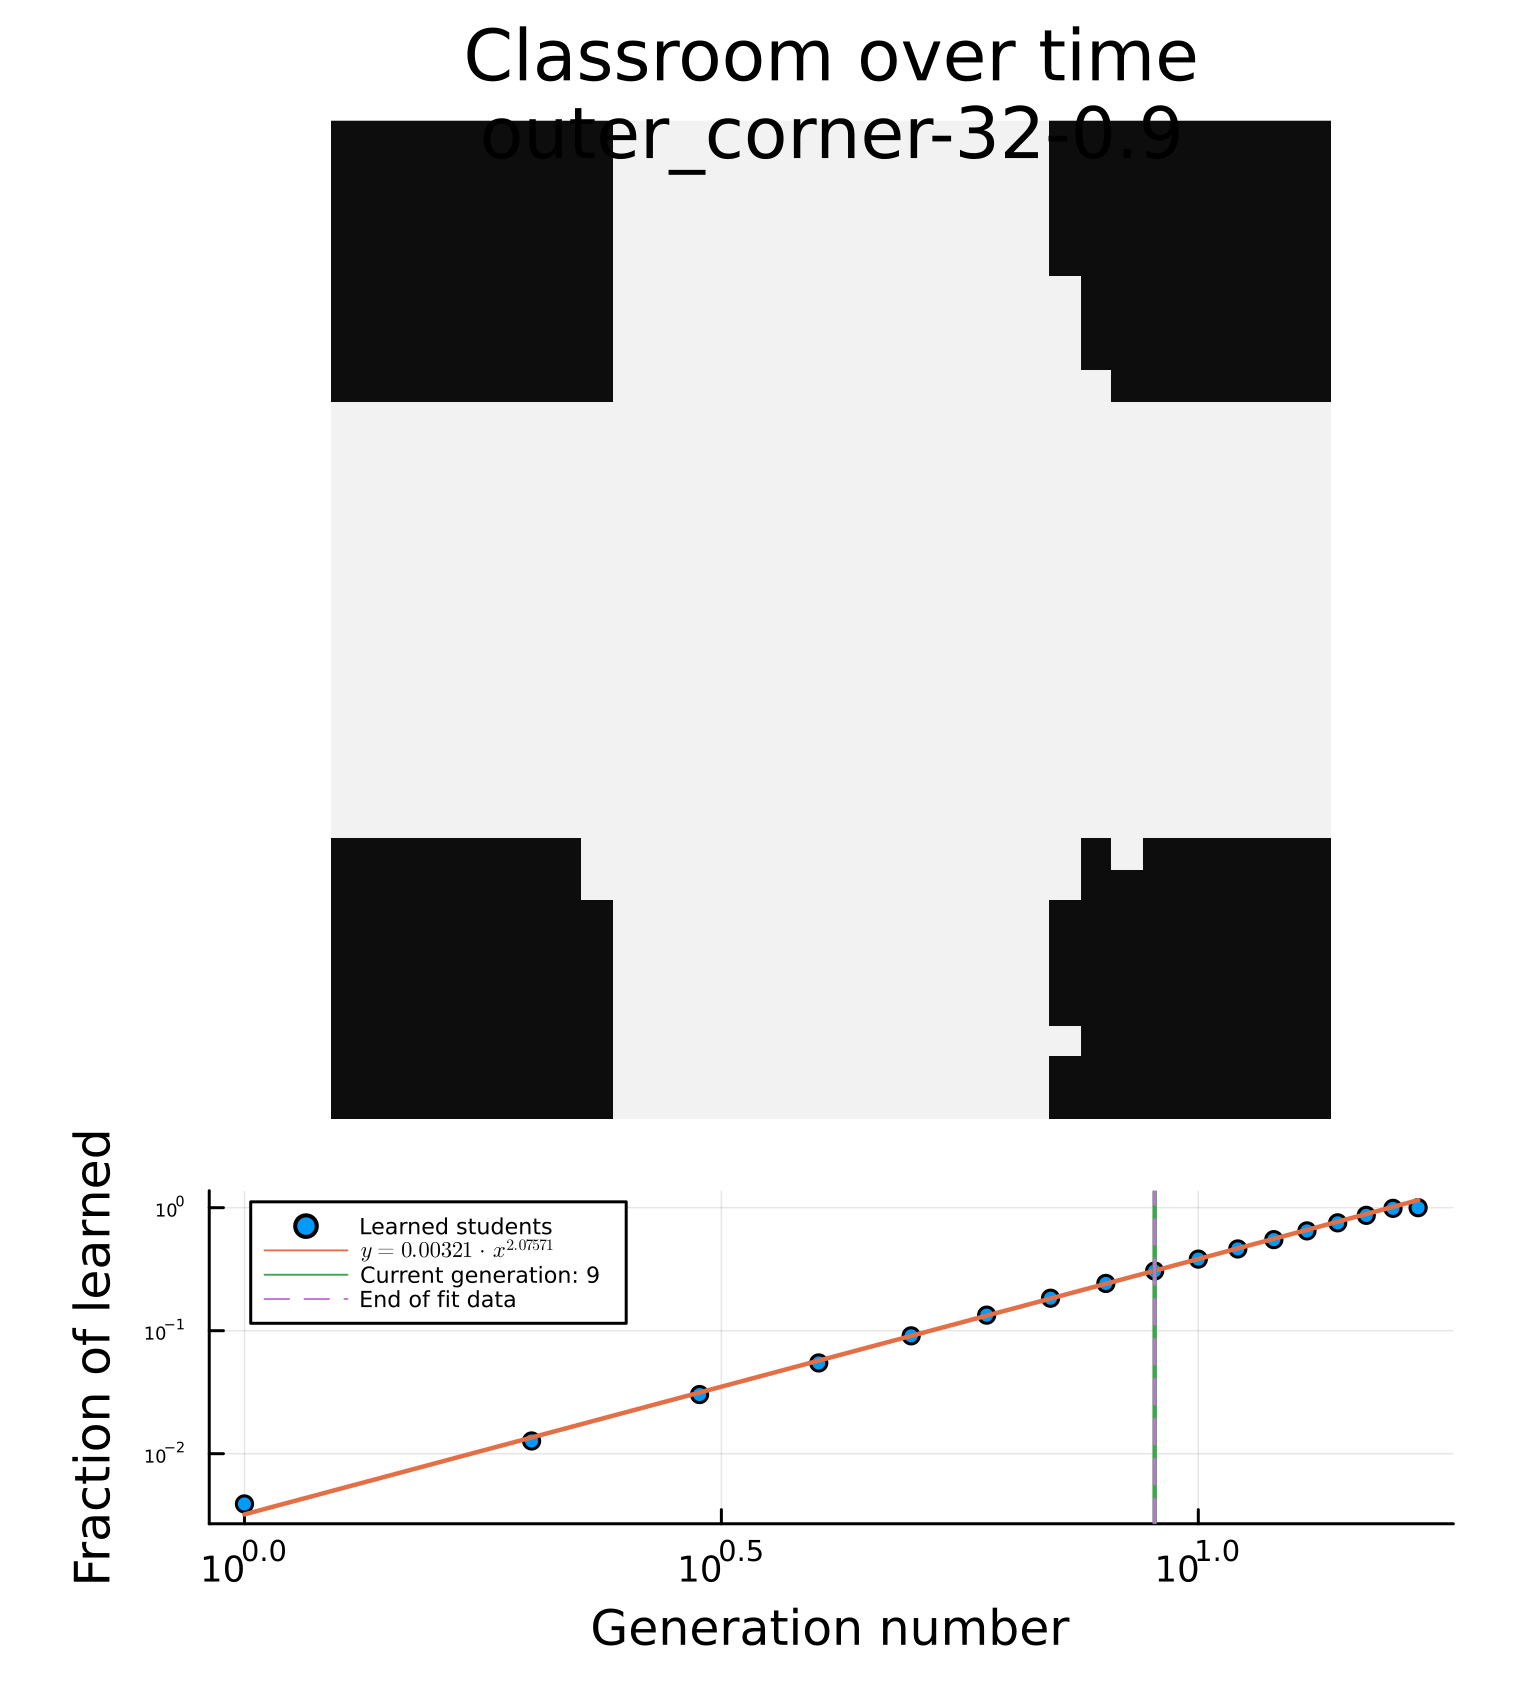 Classroom over time
outer_corner-32-0.9
Fraction of learned
10^0
10^-1
10^-2
Learned students
y = 0.00321 · x^2.07571
Current generation: 9
End of fit data
10^0.0
10^0.5
10^1.0
Generation number